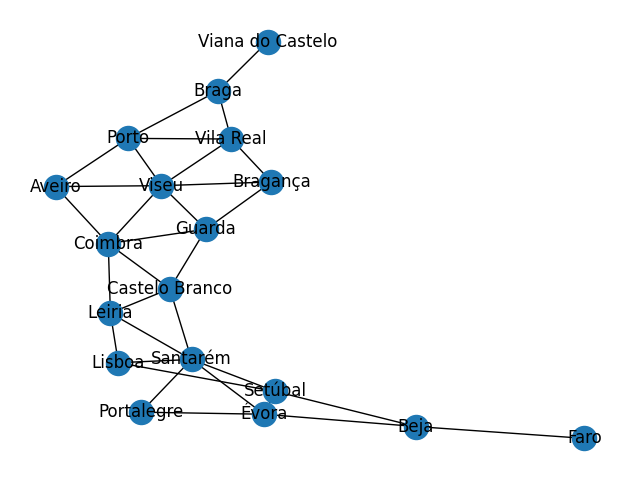 Viana do Castelo
Braga
Porto
Vila Real
Aveiro
Viseu
Bragança
Guarda
Coimbra
Castelo Branco
Leiria
Lisboa
Santarém
Setúbal
Portalegre
Évora
Beja
Faro